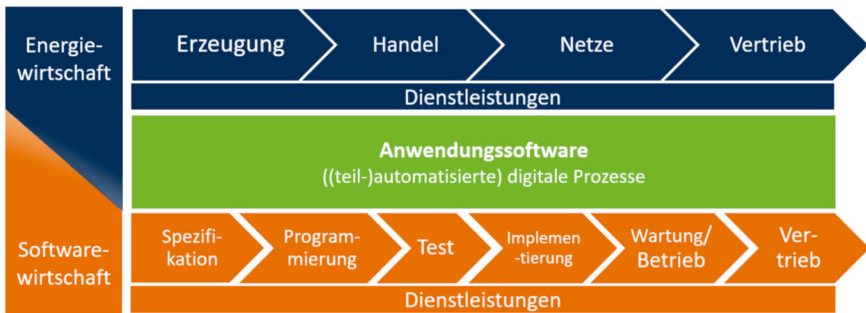 Energie-
wirtschaft
Erzeugung
Handel
Netze
Vertrieb
Dienstleistungen
Anwendungssoftware
((teil-)automatisierte) digitale Prozesse
Software-
wirtschaft
Spezifi-
kation
Program-
mierung
Test
Implemen
-tierung
Wartung/
Betrieb
Ver-
trieb
Dienstleistungen